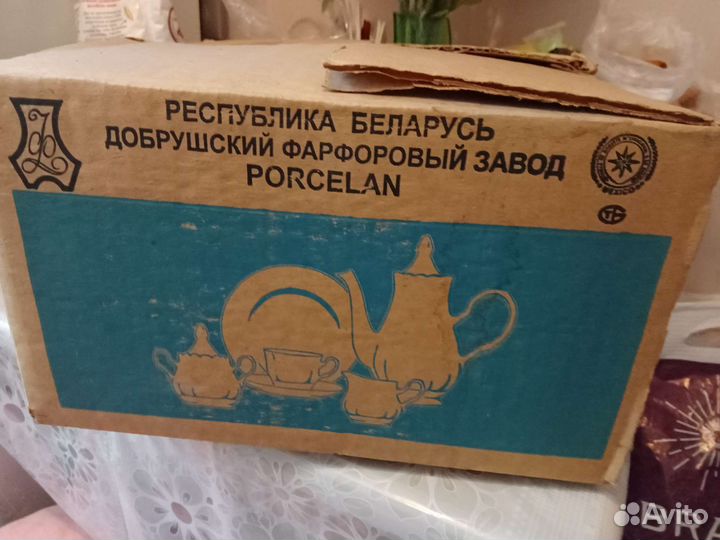 РЕСПУБЛИКА БЕЛАРУСЬ
ДОБРУШСКИЙ ФАРФОРОВЫЙ ЗАВОД
PORCELAN
Avito